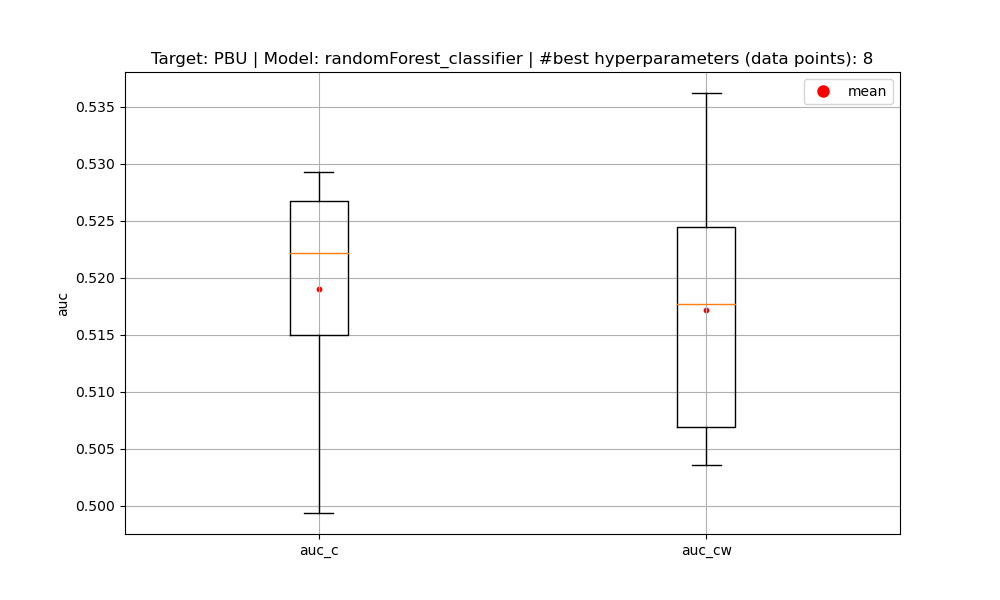 Target: PBU | Model: randomForest_classifier | #best hyperparameters (data points): 8
mean
0.535
0.530
0.525
0.520
0.515
0.510
0.505
0.500
auc
auc_c
auc_cw